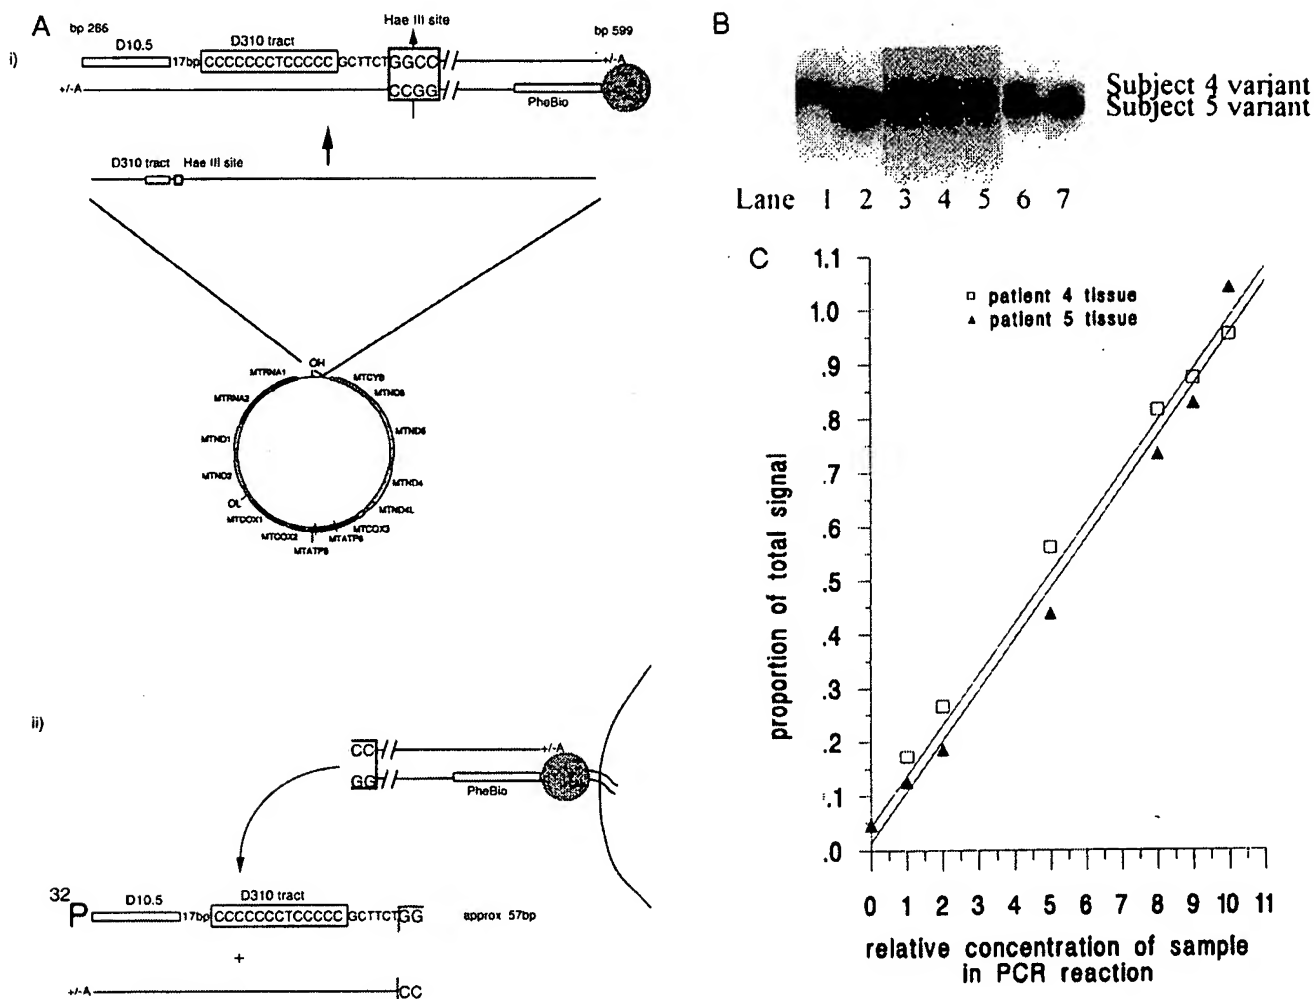 A
bp 266
Hae III site
bp 599
i)
D10.5
17bp
D310 tract
CCCCCCCTCCCCC
GCTTCT
GGCC
+/-A
+/-A
CCGG
PheBio
D310 tract
Hae III site
OH
MTRNA1
MTCYB
MTRNA2
MTND6
MTND1
MTND5
MTND2
MTND4
OL
MTND4L
MTCOX1
MTCOX3
MTCOX2
MTATP6
MTATP8
ii)
CC
+/-A
GG
PheBio
32
P
D10.5
17bp
D310 tract
CCCCCCCTCCCCC
GCTTCT
GG
approx 57bp
+
+/-A
CC
B
Subject 4 variant
Subject 5 variant
Lane 1 2 3 4 5 6 7
C
patient 4 tissue
patient 5 tissue
proportion of total signal
1.1
1.0
.9
.8
.7
.6
.5
.4
.3
.2
.1
.0
0 1 2 3 4 5 6 7 8 9 10 11
relative concentration of sample
in PCR reaction